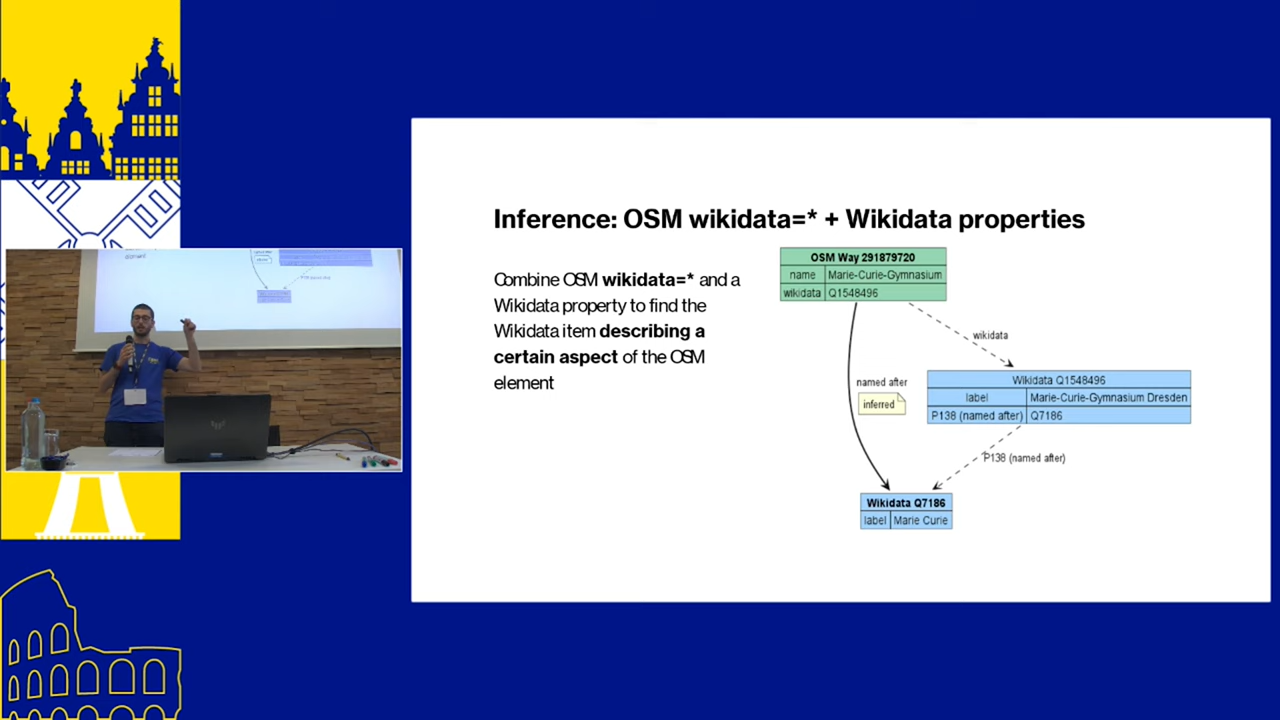 Inference: OSM wikidata=* + Wikidata properties
Combine OSM wikidata=* and a
Wikidata property to find the
Wikidata item describing a
certain aspect of the OSM
element
OSM Way 291879720
name Marie-Curie-Gymnasium
wikidata Q1548496
wikidata
named after
inferred
Wikidata Q1548496
label Marie-Curie-Gymnasium Dresden
P138 (named after) Q7186
P138 (named after)
Wikidata Q7186
label Marie Curie
element